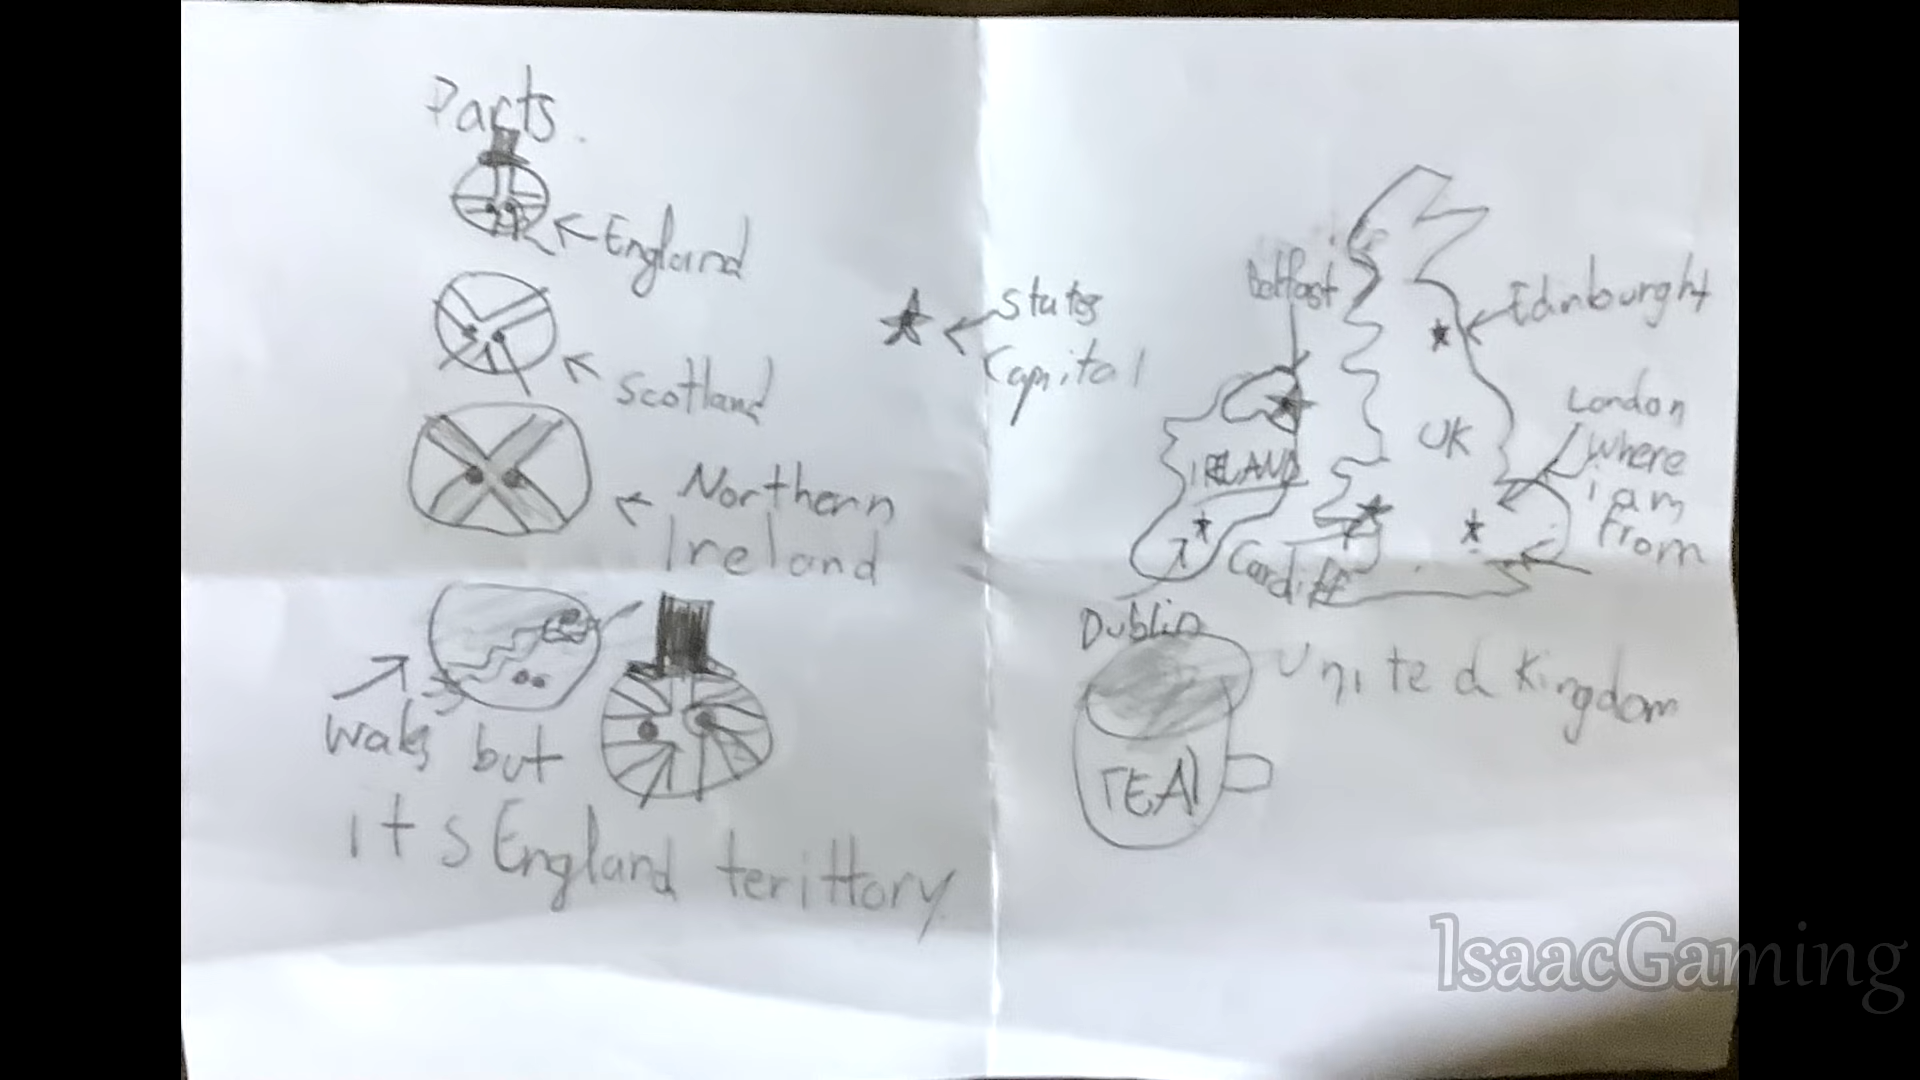 Parts
England
Scotland
Northern
Ireland
Wales but
it's England terittory
States
Capital
Belfast
Edinburght
London
Where
i am
from
UK
IRELAND
Cardiff
Dublin
United Kingdom
TEA
IsaacGaming